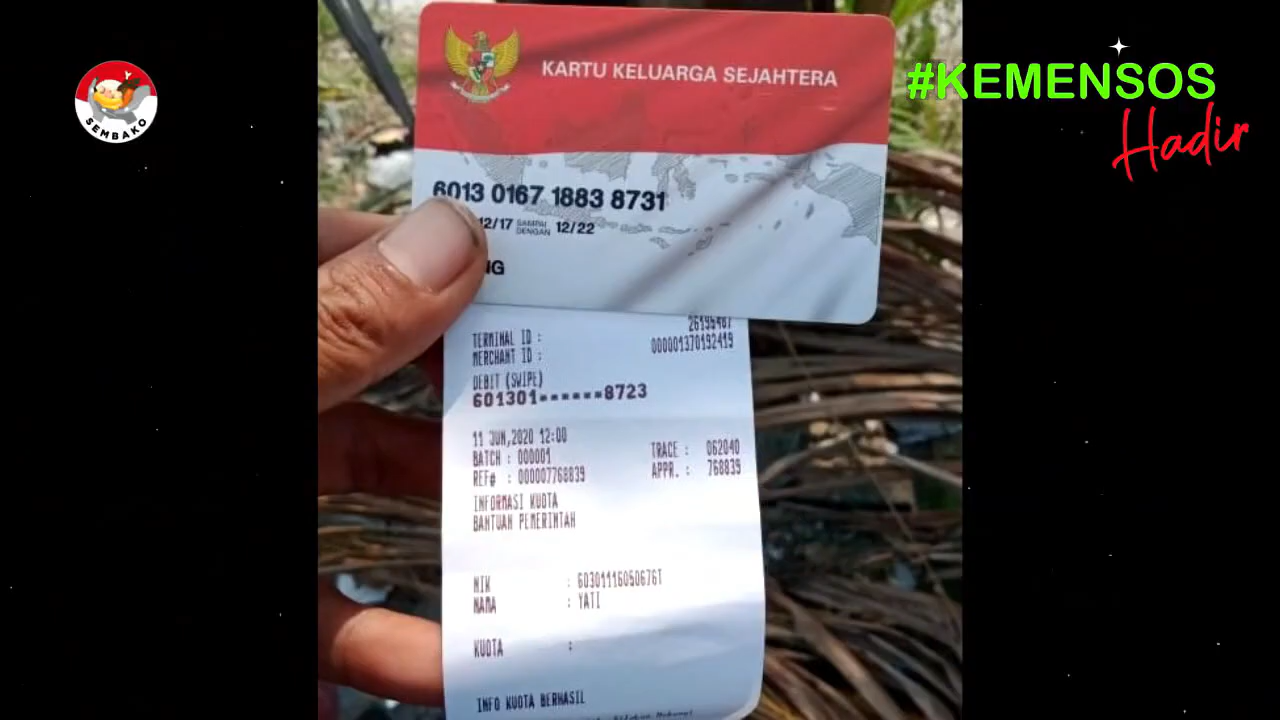 SEMBAKO
#KEMENSOS
Hadir
KARTU KELUARGA SEJAHTERA
6013 0167 1883 8731
12/17 SAMPAI DENGAN 12/22
NG
26195487
TERMINAL ID :
MERCHANT ID : 000001370192419
DEBIT (SWIPE)
601301******8723
11 JUN,2020 12:00
BATCH : 000001 TRACE : 062040
REF# : 000007768839 APPR. : 768839
INFORMASI KUOTA
BANTUAN PEMERINTAH
NIK : 60301116050676T
NAMA : YATI
KUOTA :
INFO KUOTA BERHASIL